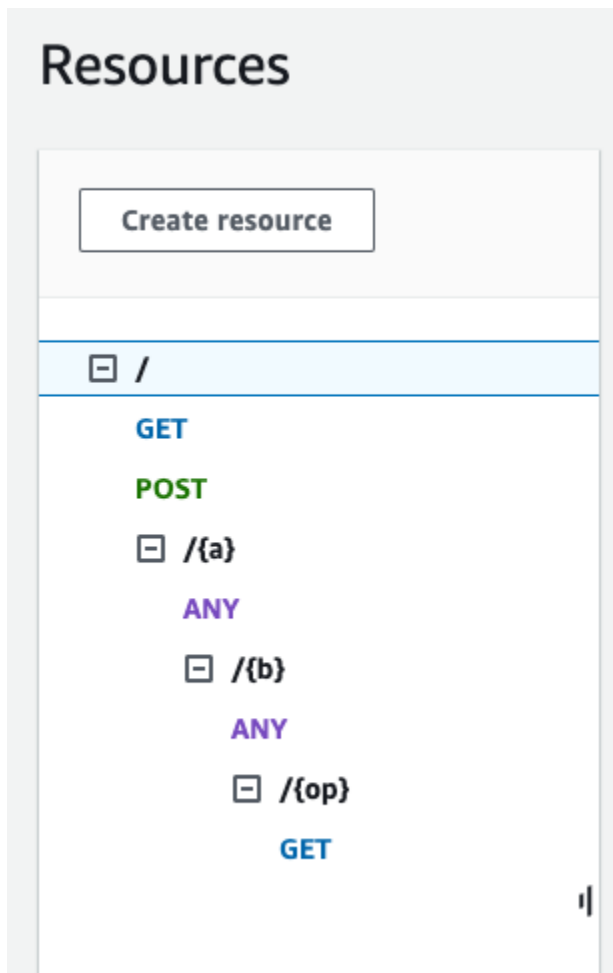 Resources
Create resource
/
GET
POST
/{a}
ANY
/{b}
ANY
/{op}
GET